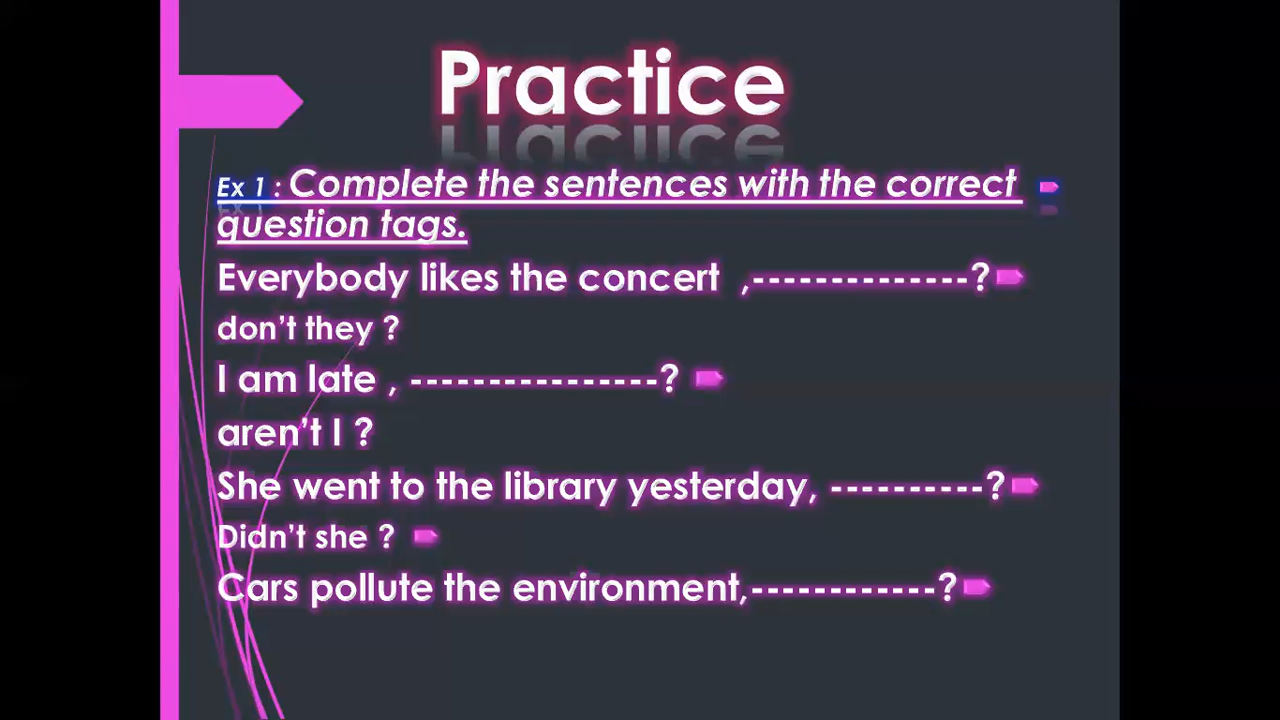 Practice
Ex 1 : Complete the sentences with the correct
question tags.
Everybody likes the concert ,--------------?
don't they ?
I am late , ----------------?
aren't I ?
She went to the library yesterday, ----------?
Didn't she ?
Cars pollute the environment,------------?